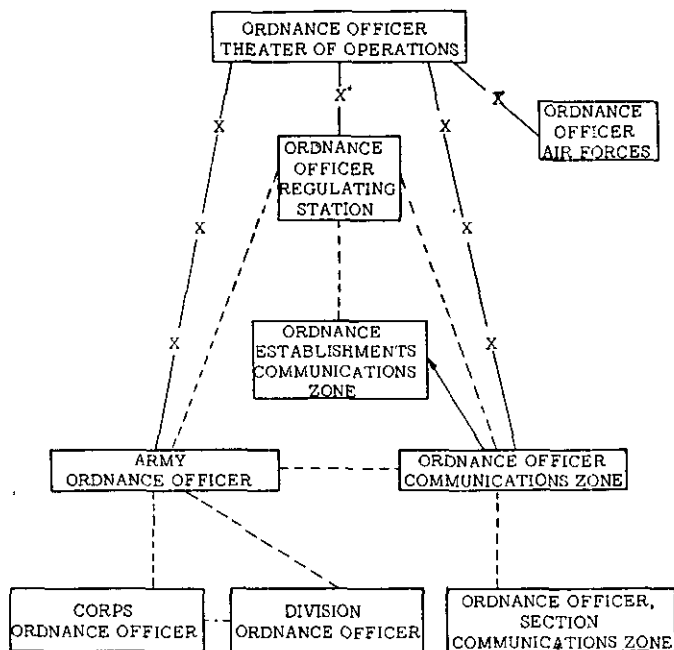 ORDNANCE OFFICER
THEATER OF OPERATIONS
X
X
X
X
ORDNANCE
OFFICER
AIR FORCES
ORDNANCE
OFFICER
REGULATING
STATION
X
X
X
X
ORDNANCE
ESTABLISHMENTS
COMMUNICATIONS
ZONE
X
X
ARMY
ORDNANCE OFFICER
ORDNANCE OFFICER
COMMUNICATIONS ZONE
CORPS
ORDNANCE OFFICER
DIVISION
ORDNANCE OFFICER
ORDNANCE OFFICER,
SECTION
COMMUNICATIONS ZONE